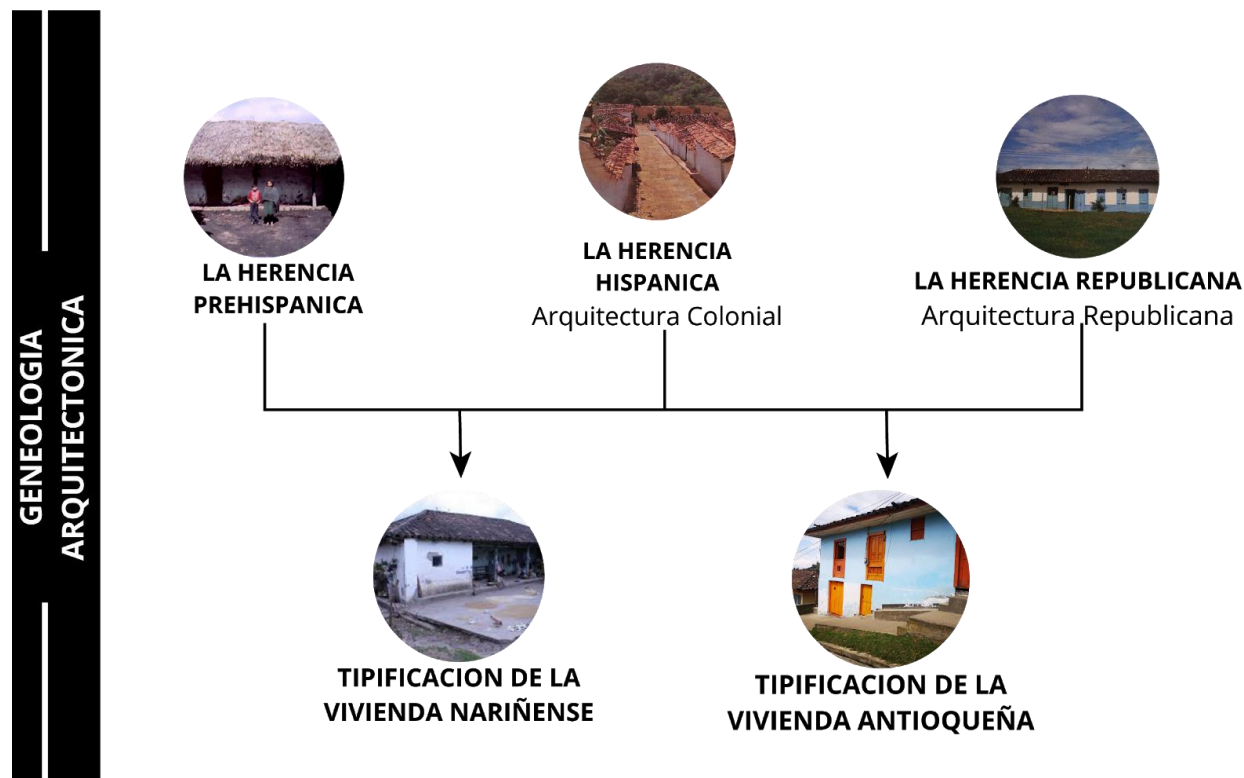 GENEOLOGIA
ARQUITECTONICA
LA HERENCIA
PREHISPANICA
LA HERENCIA
HISPANICA
Arquitectura Colonial
LA HERENCIA REPUBLICANA
Arquitectura Republicana
TIPIFICACION DE LA
VIVIENDA NARIÑENSE
TIPIFICACION DE LA
VIVIENDA ANTIOQUEÑA